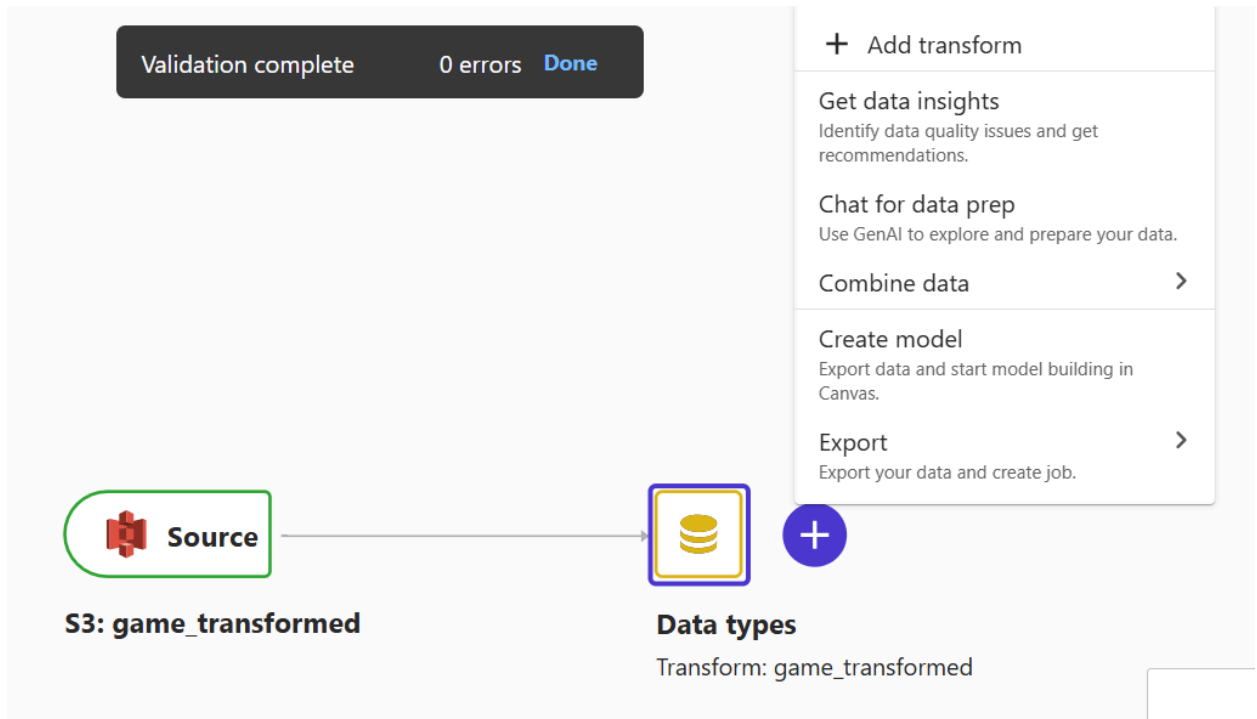 Validation complete 0 errors Done
+ Add transform
Get data insights
Identify data quality issues and get
recommendations.
Chat for data prep
Use GenAI to explore and prepare your data.
Combine data
Create model
Export data and start model building in
Canvas.
Export
Export your data and create job.
Source
S3: game_transformed
Data types
Transform: game_transformed